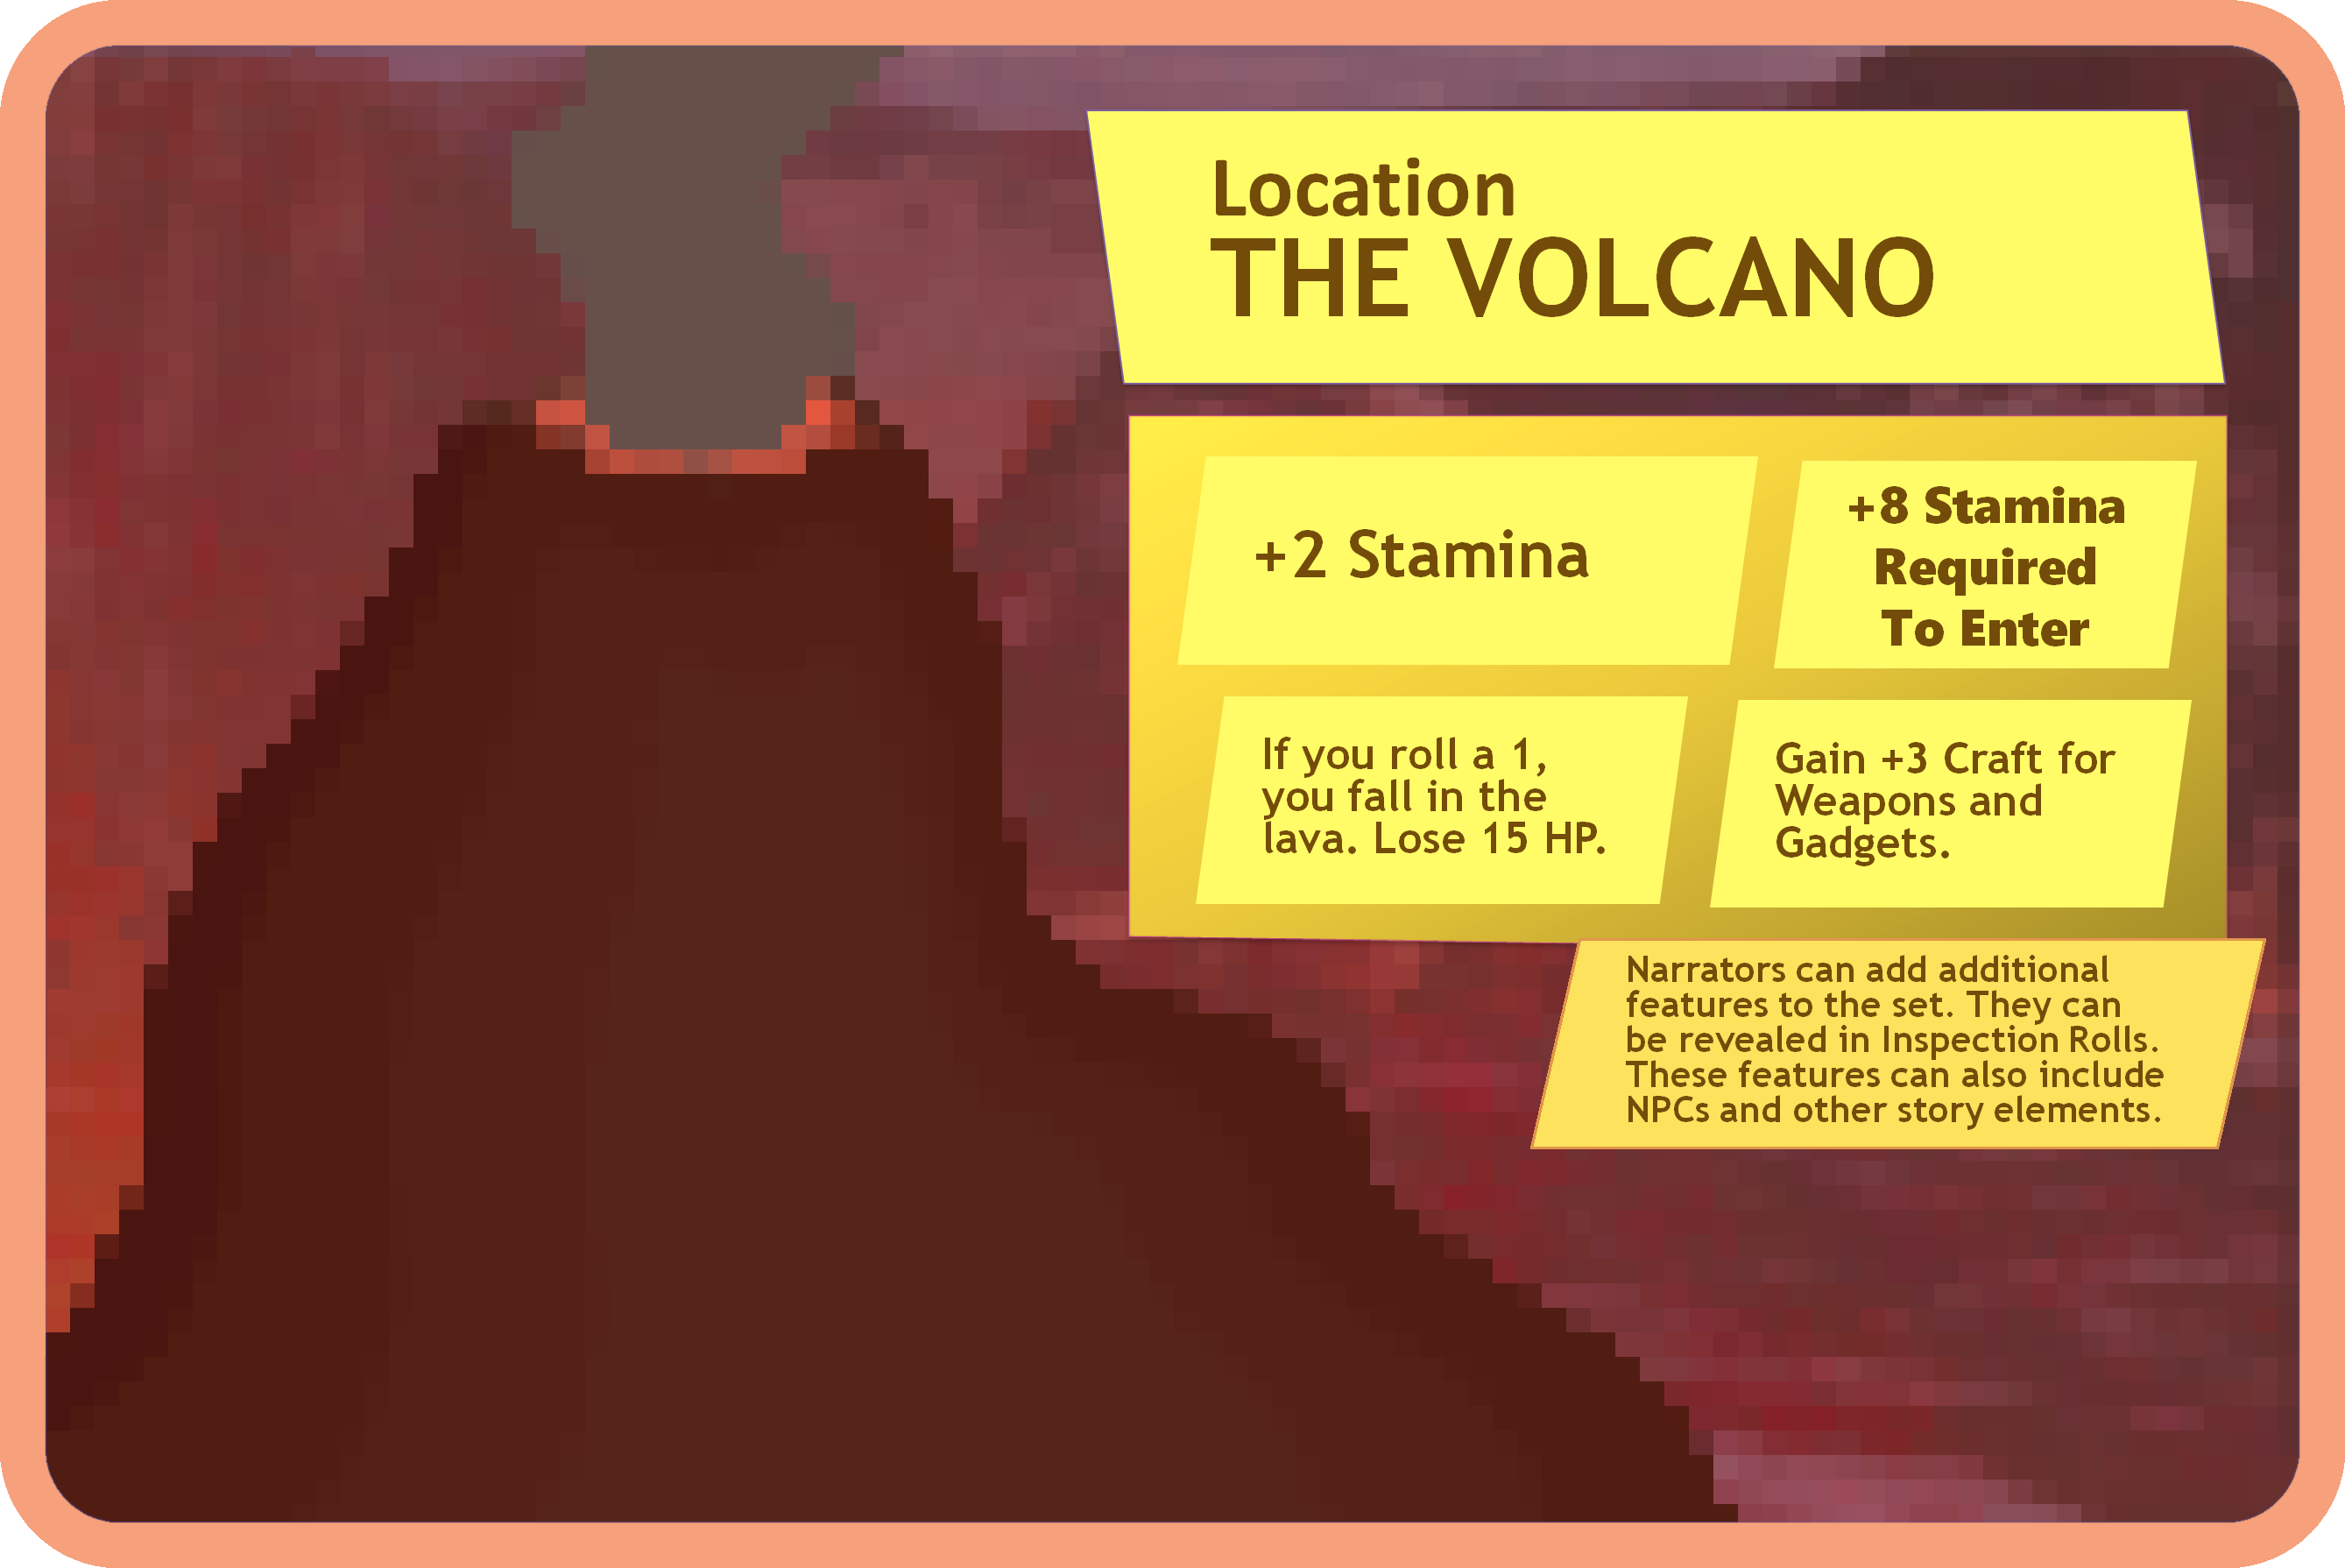 Location
THE VOLCANO
+2 Stamina
+8 Stamina
Required
To Enter
If you roll a 1,
you fall in the
lava. Lose 15 HP.
Gain +3 Craft for
Weapons and
Gadgets.
Narrators can add additional
features to the set. They can
be revealed in Inspection Rolls.
These features can also include
NPCs and other story elements.